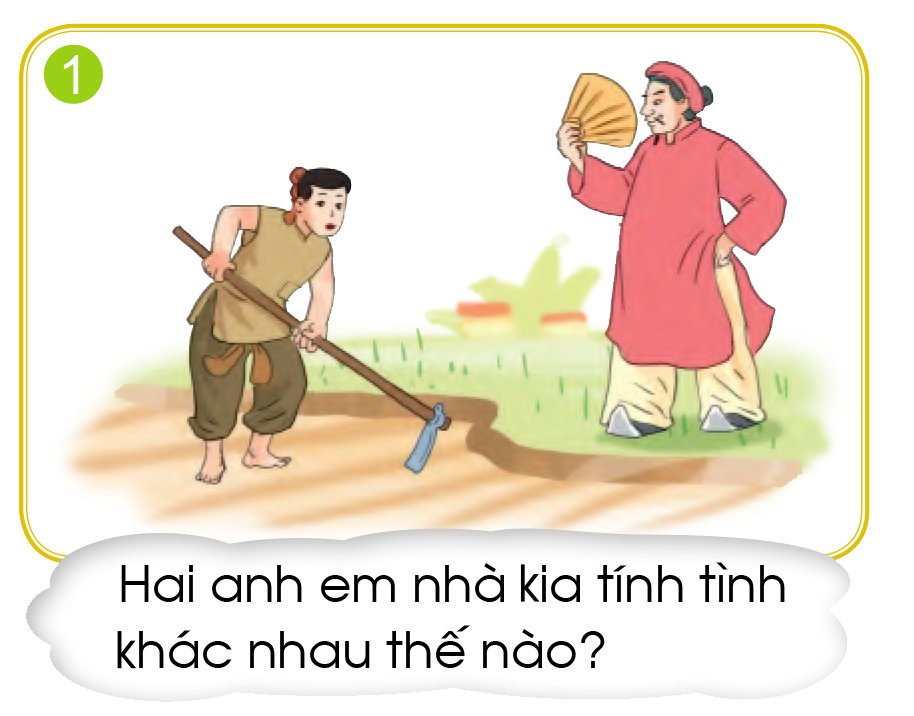 1
Hai anh em nhà kia tính tình
khác nhau thế nào?